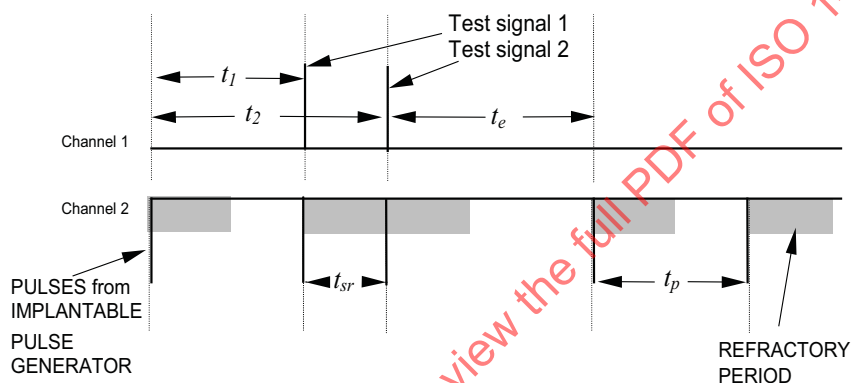 Test signal 1
Test signal 2
t1
t2
te
Channel 1
Channel 2
tsr
tp
PULSES from
IMPLANTABLE
PULSE
GENERATOR
REFRACTORY
PERIOD
view the full PDF of ISO 1